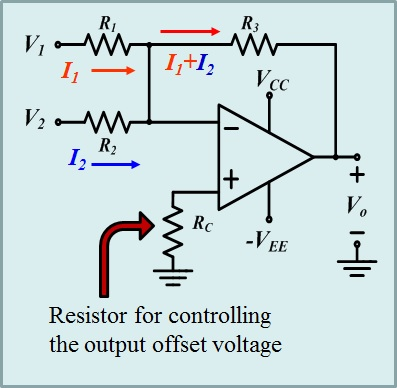 R1 R3
V1
I1 I1+I2
VCC
V2
R2
I2
− +
+
RC
Vo
-VEE
−
Resistor for controlling
the output offset voltage